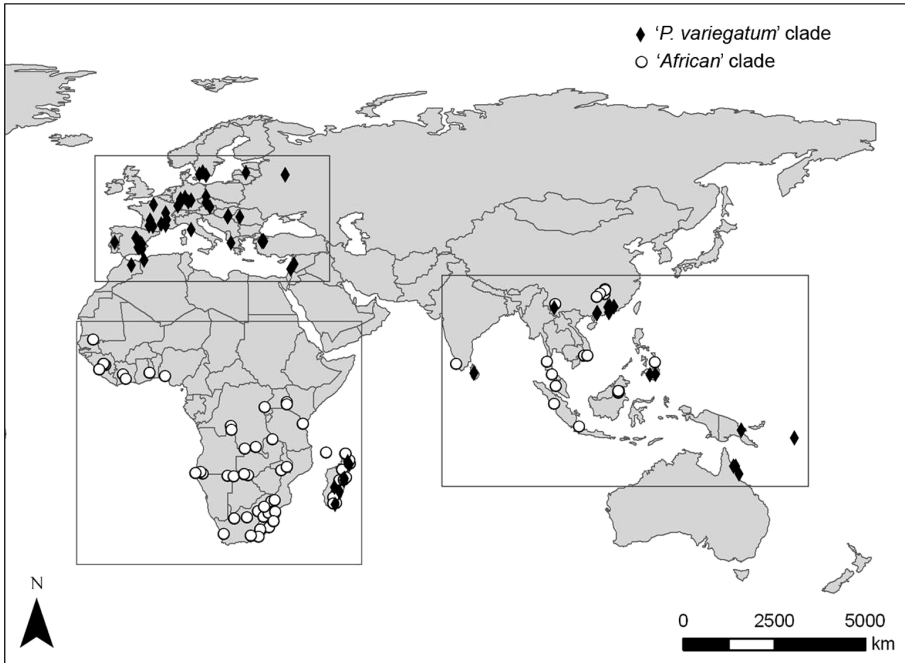 ‘P. variegatum’ clade
‘African’ clade
N
0 2500 5000
km